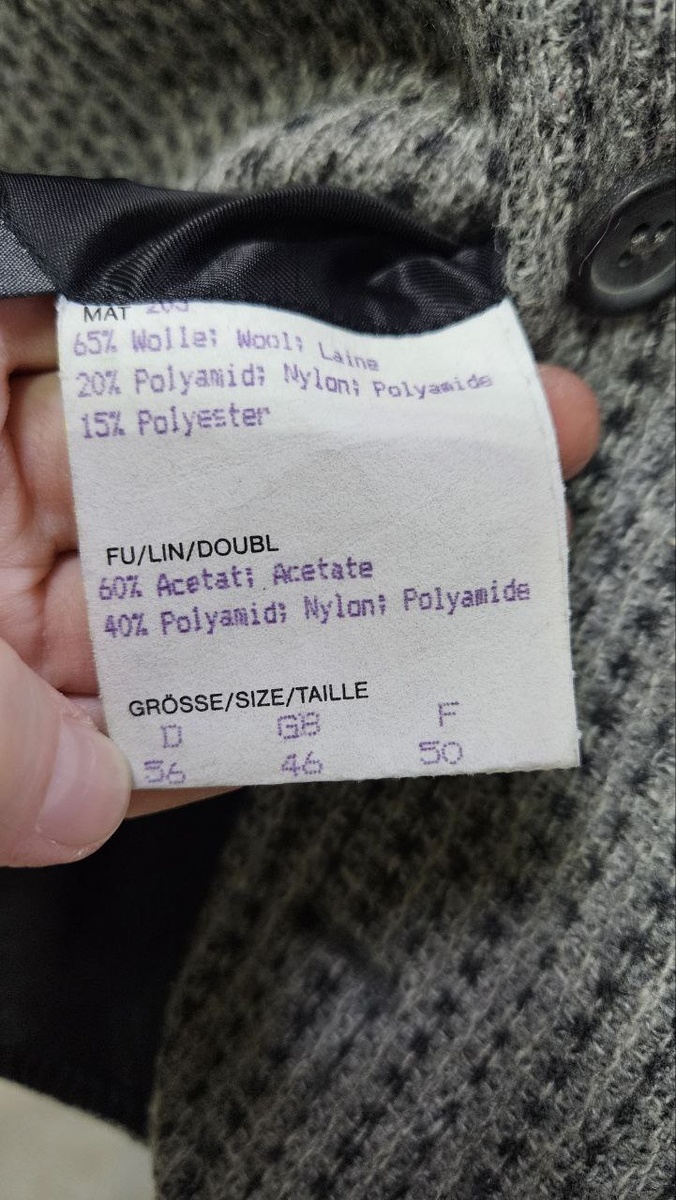 MAT 203
65% Wolle; Wool; Laine
20% Polyamid; Nylon; Polyamide
15% Polyester
FU/LIN/DOUBL
60% Acetat; Acetate
40% Polyamid; Nylon; Polyamide
GRÖSSE/SIZE/TAILLE
D GB F
56 46 50